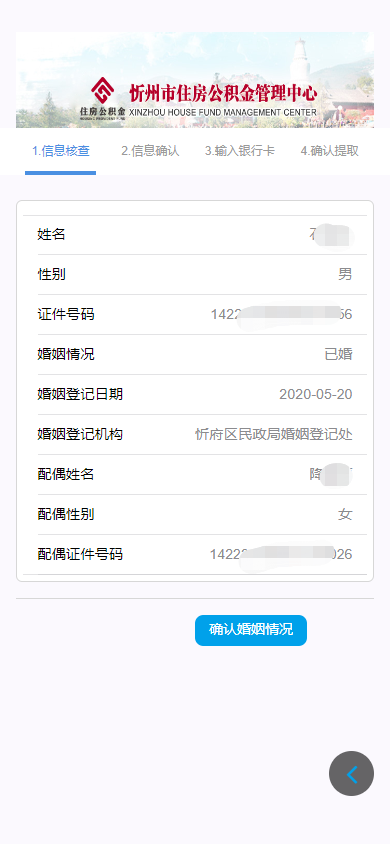 住房公积金
忻州市住房公积金管理中心
XINZHOU HOUSE FUND MANAGEMENT CENTER
1.信息核查 2.信息确认 3.输入银行卡 4.确认提取
姓名
性别 男
证件号码 1422 56
婚姻情况 已婚
婚姻登记日期 2020-05-20
婚姻登记机构 忻府区民政局婚姻登记处
配偶姓名 降
配偶性别 女
配偶证件号码 1422 026
确认婚姻情况